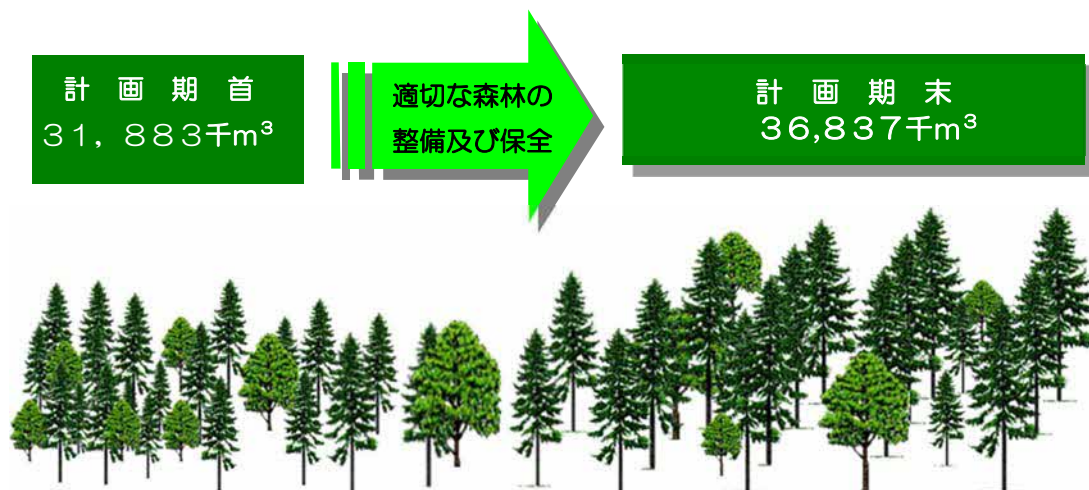 計画期首
31,883千m³
適切な森林の
整備及び保全
計画期末
36,837千m³